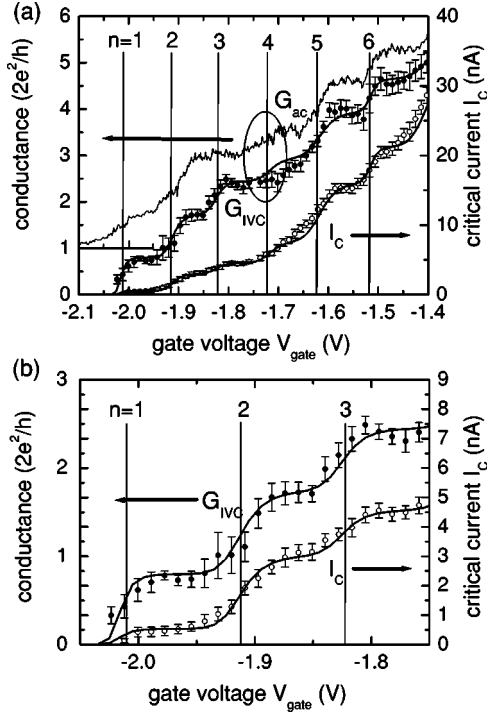 (a)
6
5
4
3
2
1
0
conductance (2e²/h)
n=1 2 3 4 5 6
G_ac
G_IVC
I_C
40
30
20
10
0
critical current I_C (nA)
-2.1 -2.0 -1.9 -1.8 -1.7 -1.6 -1.5 -1.4
gate voltage V_gate (V)
(b)
3
2
1
0
conductance (2e²/h)
n=1 2 3
G_IVC
I_C
9
8
7
6
5
4
3
2
1
0
critical current I_C (nA)
-2.0 -1.9 -1.8
gate voltage V_gate (V)